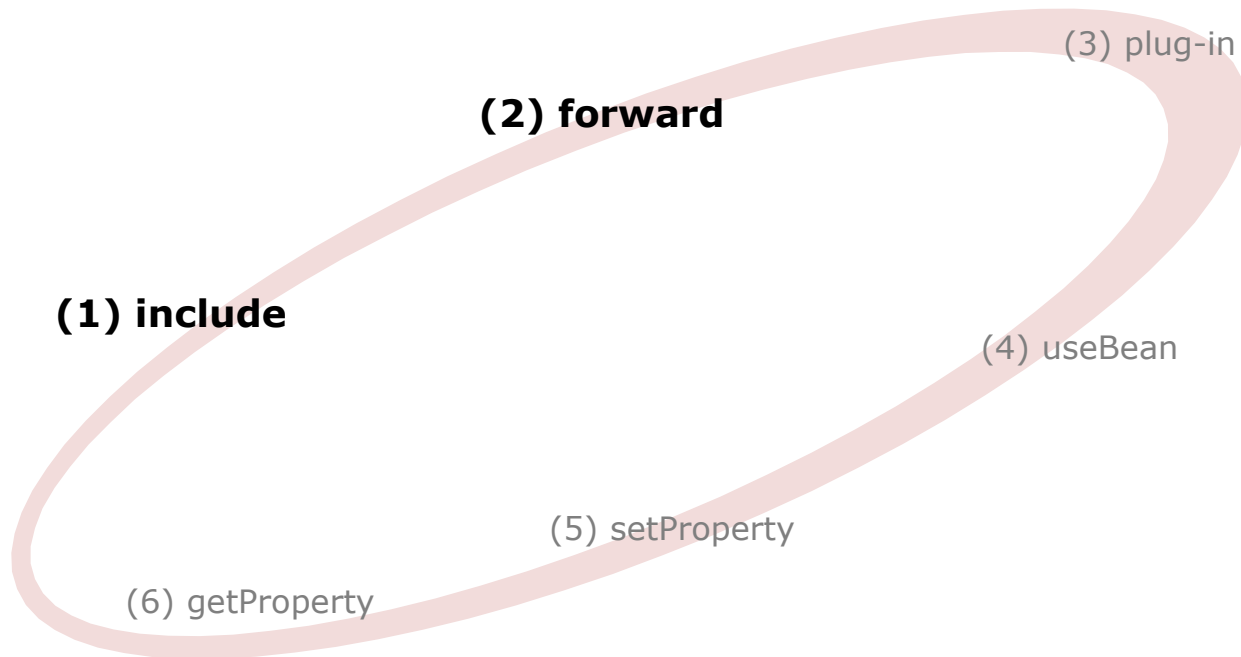 (3) plug-in
(2) forward
(1) include
(4) useBean
(5) setProperty
(6) getProperty